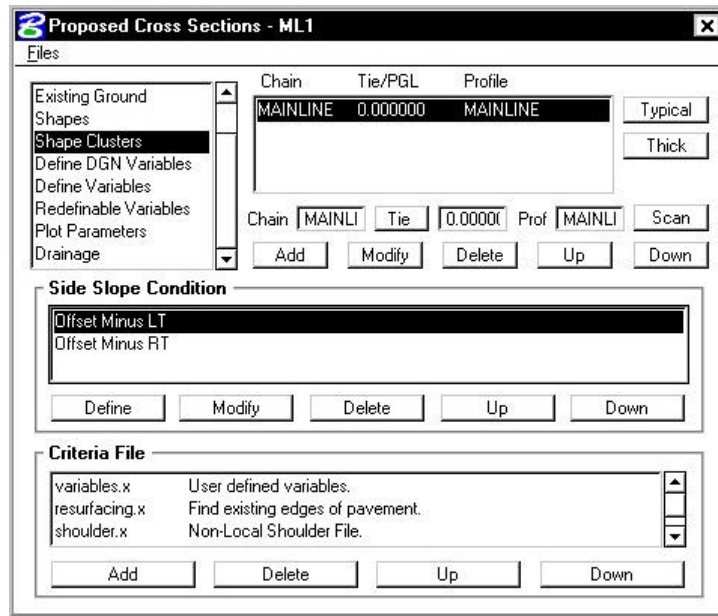 Proposed Cross Sections - ML1
Files
Existing Ground
Shapes
Shape Clusters
Define DGN Variables
Define Variables
Redefinable Variables
Plot Parameters
Drainage
Chain Tie/PGL Profile
MAINLINE 0.000000 MAINLINE
Typical
Thick
Chain MAINLI Tie 0.0000( Prof MAINLI Scan
Add Modify Delete Up Down
Side Slope Condition
Offset Minus LT
Offset Minus RT
Define Modify Delete Up Down
Criteria File
variables.x User defined variables.
resurfacing.x Find existing edges of pavement.
shoulder.x Non-Local Shoulder File.
Add Delete Up Down